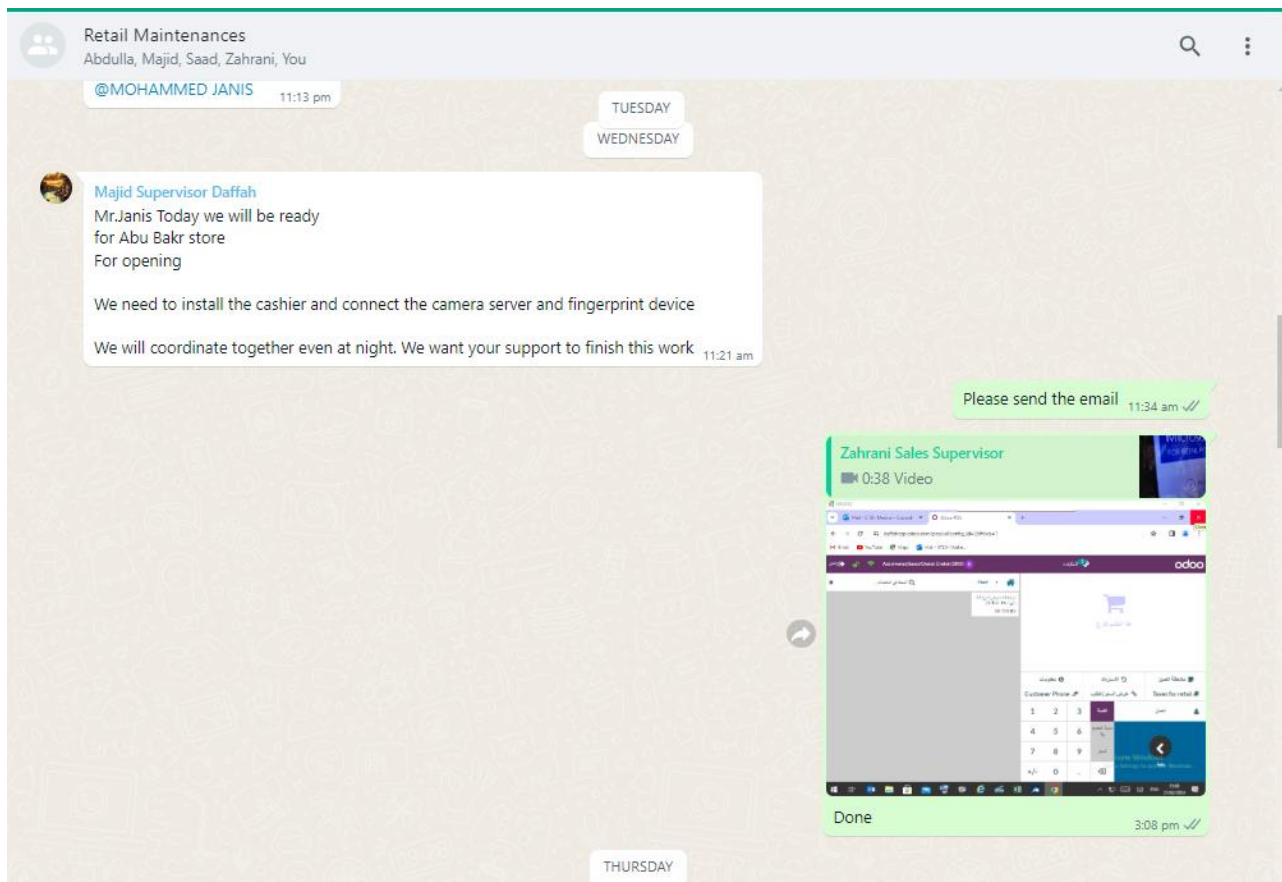 Retail Maintenances
Abdulla, Majid, Saad, Zahrani, You
@MOHAMMED JANIS 11:13 pm
TUESDAY
WEDNESDAY
Majid Supervisor Daffah
Mr.Janis Today we will be ready
for Abu Bakr store
For opening
We need to install the cashier and connect the camera server and fingerprint device
We will coordinate together even at night. We want your support to finish this work 11:21 am
Please send the email 11:34 am
Zahrani Sales Supervisor
0:38 Video
odoo
Customer Phone
1 2 3
4 5 6
7 8 9
+/- 0 .
Done
3:08 pm
THURSDAY